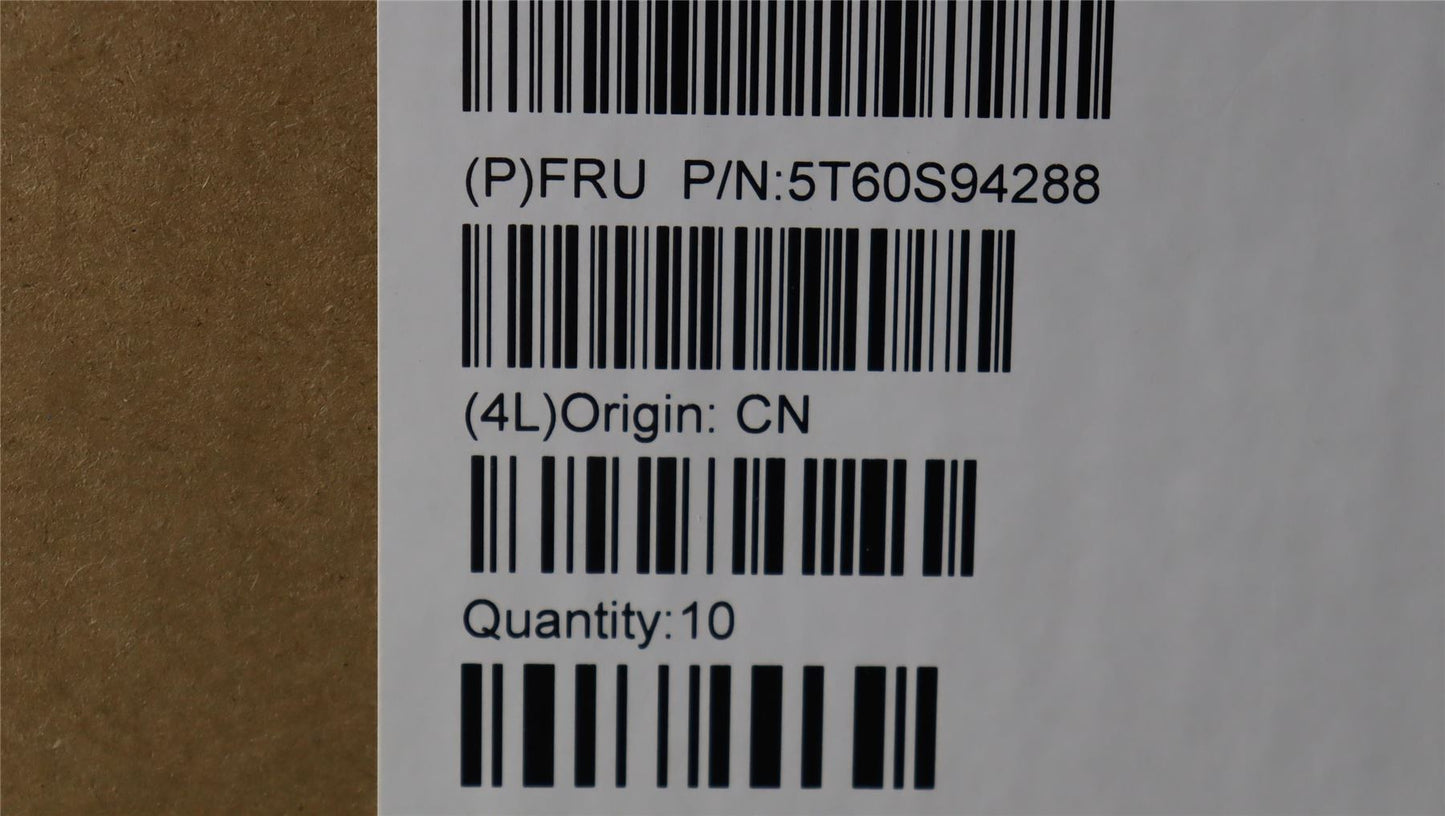 (P)FRU P/N:5T60S94288
(4L)Origin: CN
Quantity:10